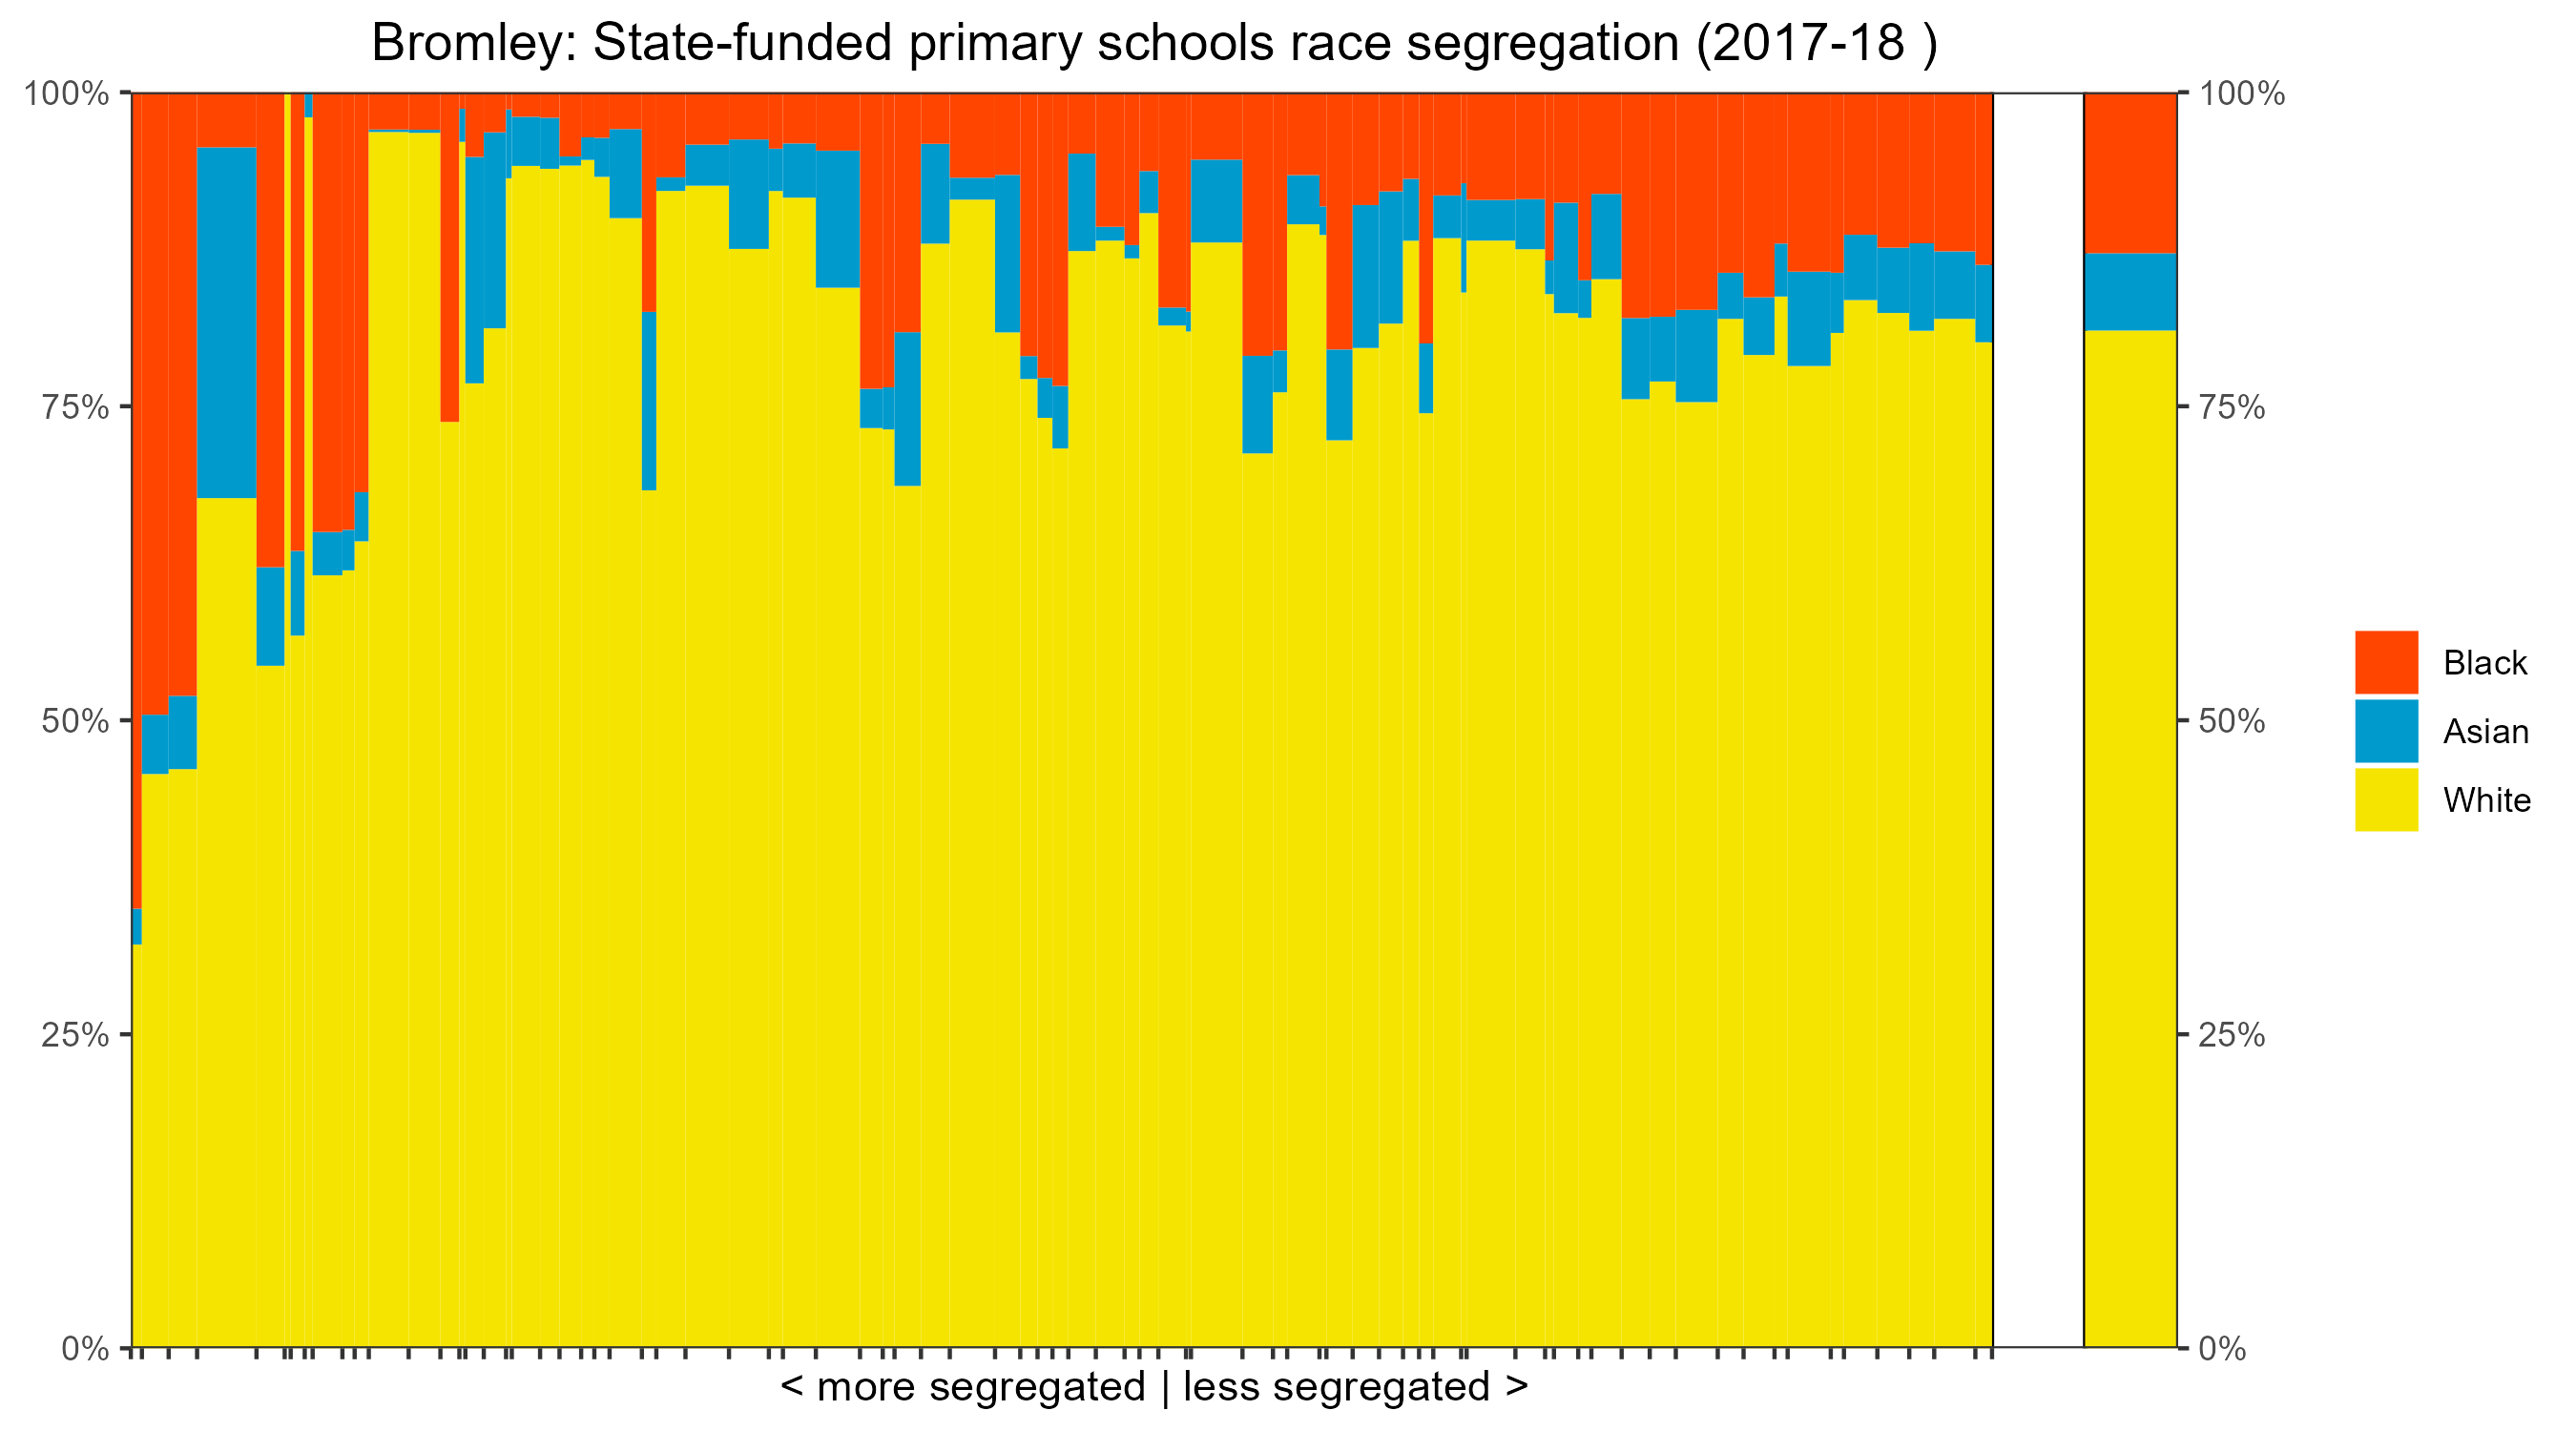 Bromley: State-funded primary schools race segregation (2017-18 )
100%
75%
50%
25%
0%
100%
75%
50%
25%
0%
Black
Asian
White
< more segregated | less segregated >